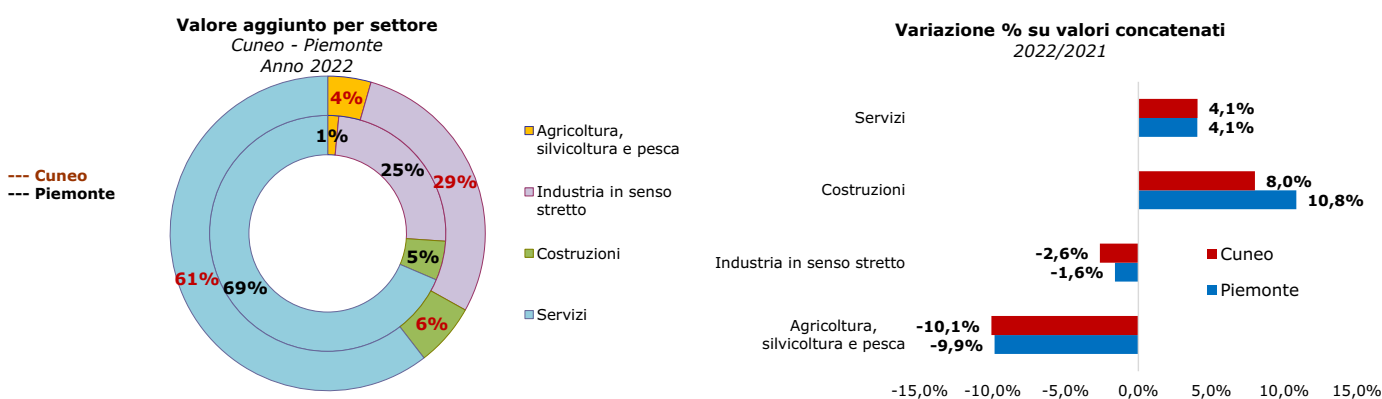 Valore aggiunto per settore
Cuneo - Piemonte
Anno 2022
--- Cuneo
--- Piemonte
4%
1%
25%
29%
5%
6%
61%
69%
Agricoltura,
silvicoltura e pesca
Industria in senso
stretto
Costruzioni
Servizi
Variazione % su valori concatenati
2022/2021
Servizi
4,1%
4,1%
Costruzioni
8,0%
10,8%
Industria in senso stretto
-2,6%
-1,6%
Agricoltura,
silvicoltura e pesca
-10,1%
-9,9%
Cuneo
Piemonte
-15,0% -10,0% -5,0% 0,0% 5,0% 10,0% 15,0%